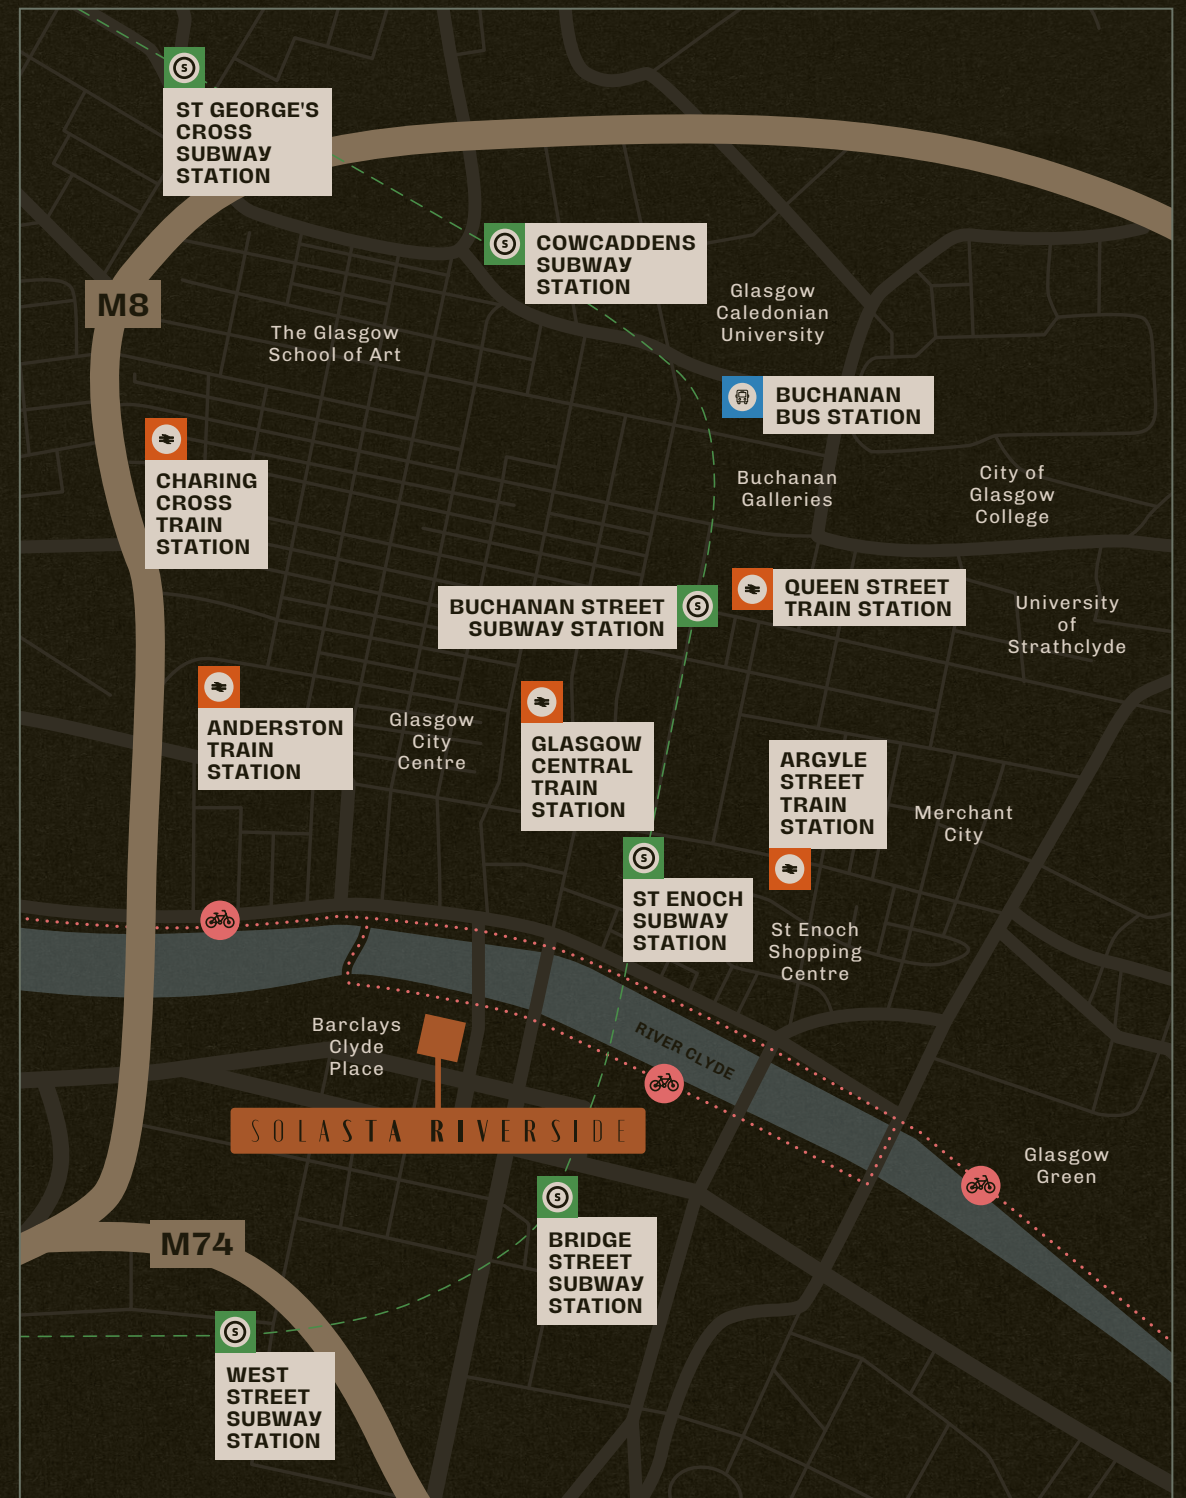 S
ST GEORGE'S
CROSS
SUBWAY
STATION
S
COWCADDENS
SUBWAY
STATION
M8
Glasgow
Caledonian
University
The Glasgow
School of Art
BUCHANAN
BUS STATION
CHARING
CROSS
TRAIN
STATION
Buchanan
Galleries
City of
Glasgow
College
BUCHANAN STREET
SUBWAY STATION
S
QUEEN STREET
TRAIN STATION
University
of
Strathclyde
ANDERSTON
TRAIN
STATION
Glasgow
City
Centre
GLASGOW
CENTRAL
TRAIN
STATION
ARGYLE
STREET
TRAIN
STATION
Merchant
City
S
ST ENOCH
SUBWAY
STATION
St Enoch
Shopping
Centre
Barclays
Clyde
Place
RIVER CLYDE
SOLASTA RIVERSIDE
Glasgow
Green
S
BRIDGE
STREET
SUBWAY
STATION
M74
S
WEST
STREET
SUBWAY
STATION